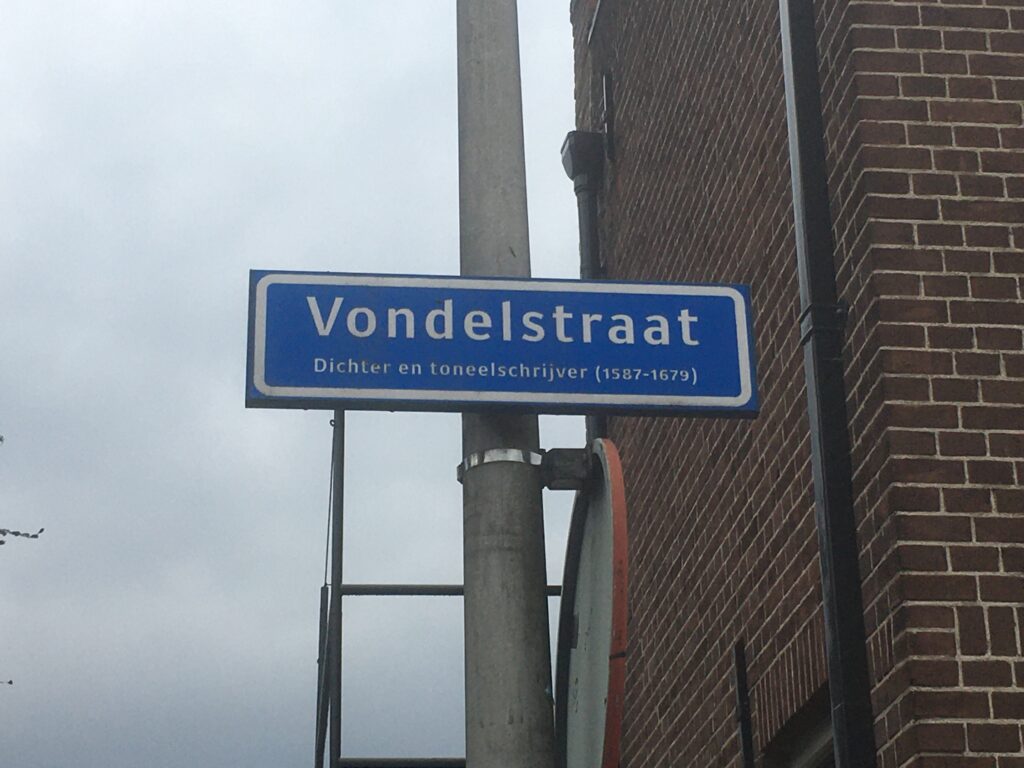 Vondelstraat
Dichter en toneelschrijver (1587-1679)